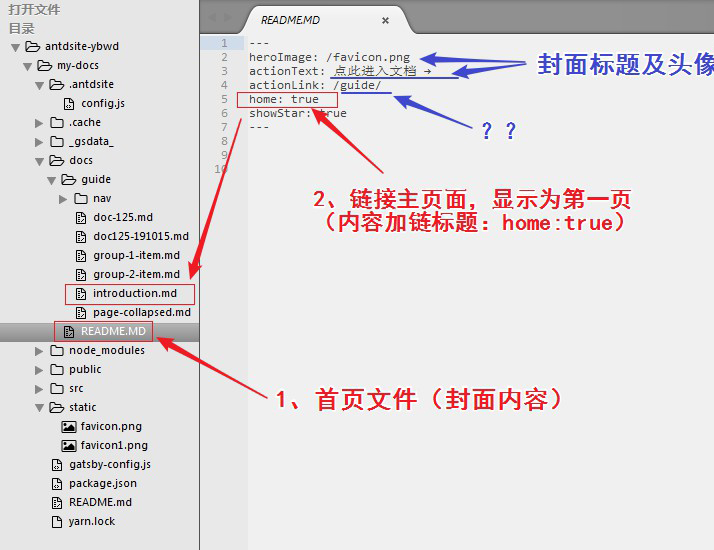 打开文件
目录
antdsite-ybwd
my-docs
.antdsite
config.js
.cache
_gsdata_
docs
guide
nav
doc-125.md
doc125-191015.md
group-1-item.md
group-2-item.md
introduction.md
page-collapsed.md
README.MD
node_modules
public
src
static
favicon.png
favicon1.png
gatsby-config.js
package.json
README.md
yarn.lock
README.MD ×
1 ---
2 heroImage: /favicon.png
3 actionText: 点此进入文档 →
4 actionLink: /guide/
5 home: true
6 showStar: true
7 ---
8
9
10
封面标题及头像
？？
2、链接主页面，显示为第一页
（内容加链标题：home:true）
1、首页文件（封面内容）